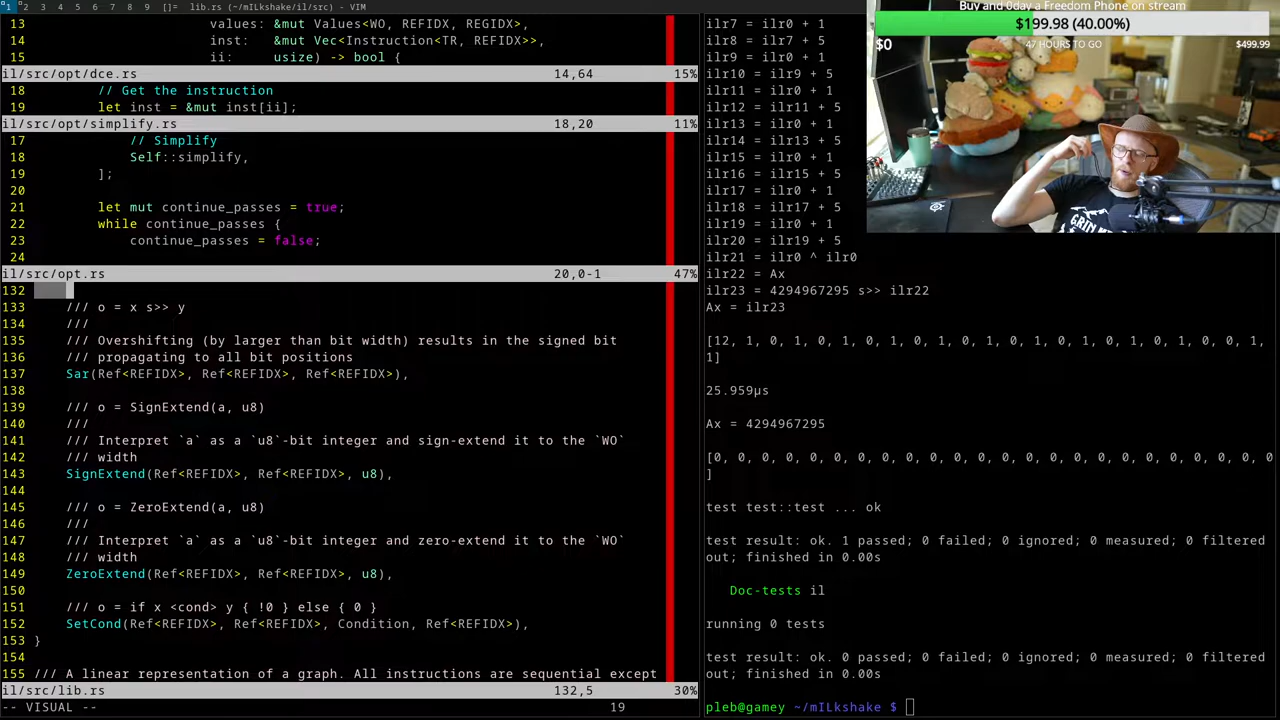 1 2 3 4 5 6 7 8 9 []= lib.rs (~/mILkshake/il/src) - VIM
13 values: &mut Values<WO, REFIDX, REGIDX>,
14 inst: &mut Vec<Instruction<TR, REFIDX>>,
15 ii: usize) -> bool {
il/src/opt/dce.rs 14,64 15%
18 // Get the instruction
19 let inst = &mut inst[ii];
il/src/opt/simplify.rs 18,20 11%
17 // Simplify
18 Self::simplify,
19 ];
20
21 let mut continue_passes = true;
22 while continue_passes {
23 continue_passes = false;
24
il/src/opt.rs 20,0-1 47%
132
133 /// o = x s>> y
134 ///
135 /// Overshifting (by larger than bit width) results in the signed bit
136 /// propagating to all bit positions
137 Sar(Ref<REFIDX>, Ref<REFIDX>, Ref<REFIDX>),
138
139 /// o = SignExtend(a, u8)
140 ///
141 /// Interpret `a` as a `u8`-bit integer and sign-extend it to the `WO`
142 /// width
143 SignExtend(Ref<REFIDX>, Ref<REFIDX>, u8),
144
145 /// o = ZeroExtend(a, u8)
146 ///
147 /// Interpret `a` as a `u8`-bit integer and zero-extend it to the `WO`
148 /// width
149 ZeroExtend(Ref<REFIDX>, Ref<REFIDX>, u8),
150
151 /// o = if x <cond> y { !0 } else { 0 }
152 SetCond(Ref<REFIDX>, Ref<REFIDX>, Condition, Ref<REFIDX>),
153 }
154
155 /// A linear representation of a graph. All instructions are sequential except
il/src/lib.rs 132,5 30%
-- VISUAL -- 19
ilr7 = ilr0 + 1
ilr8 = ilr7 + 5
ilr9 = ilr0 + 1
ilr10 = ilr9 + 5
ilr11 = ilr0 + 1
ilr12 = ilr11 + 5
ilr13 = ilr0 + 1
ilr14 = ilr13 + 5
ilr15 = ilr0 + 1
ilr16 = ilr15 + 5
ilr17 = ilr0 + 1
ilr18 = ilr17 + 5
ilr19 = ilr0 + 1
ilr20 = ilr19 + 5
ilr21 = ilr0 ^ ilr0
ilr22 = Ax
ilr23 = 4294967295 s>> ilr22
Ax = ilr23
[12, 1, 0, 1, 0, 1, 0, 1, 0, 1, 0, 1, 0, 1, 0, 1, 0, 1, 0, 1, 0, 0, 1,
1]
25.959µs
Ax = 4294967295
[0, 0, 0, 0, 0, 0, 0, 0, 0, 0, 0, 0, 0, 0, 0, 0, 0, 0, 0, 0, 0, 0, 0, 0
]
test test::test ... ok
test result: ok. 1 passed; 0 failed; 0 ignored; 0 measured; 0 filtered
out; finished in 0.00s
Doc-tests il
running 0 tests
test result: ok. 0 passed; 0 failed; 0 ignored; 0 measured; 0 filtered
out; finished in 0.00s
pleb@gamey ~/mILkshake $
Buy and 0day a Freedom Phone on stream
$199.98 (40.00%)
$0 47 HOURS TO GO $499.99